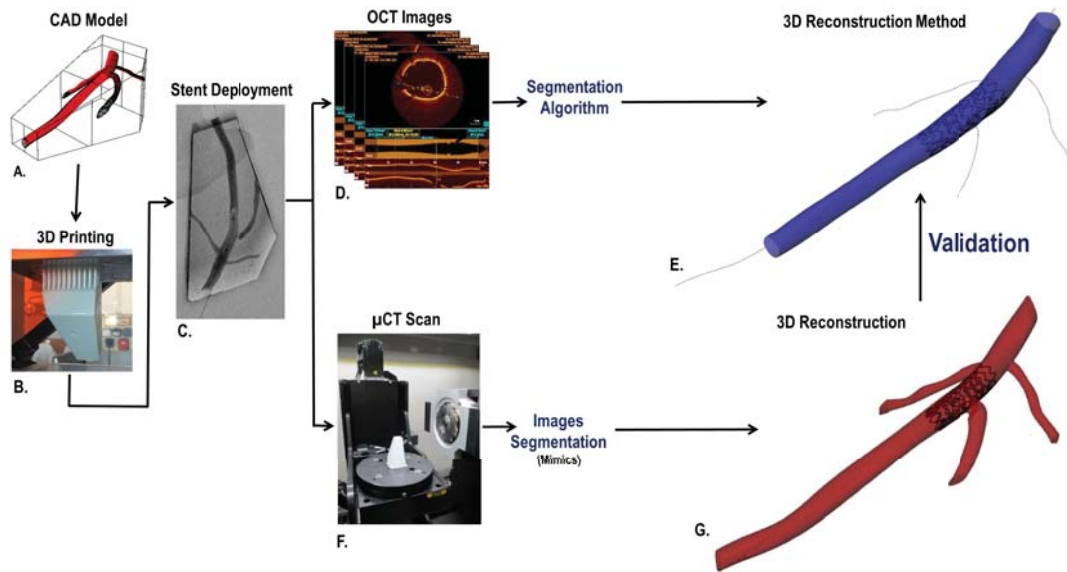 CAD Model
A.
3D Printing
B.
Stent Deployment
C.
OCT Images
D.
Segmentation
Algorithm
3D Reconstruction Method
E.
Validation
µCT Scan
F.
Images
Segmentation
(Mimics)
3D Reconstruction
G.